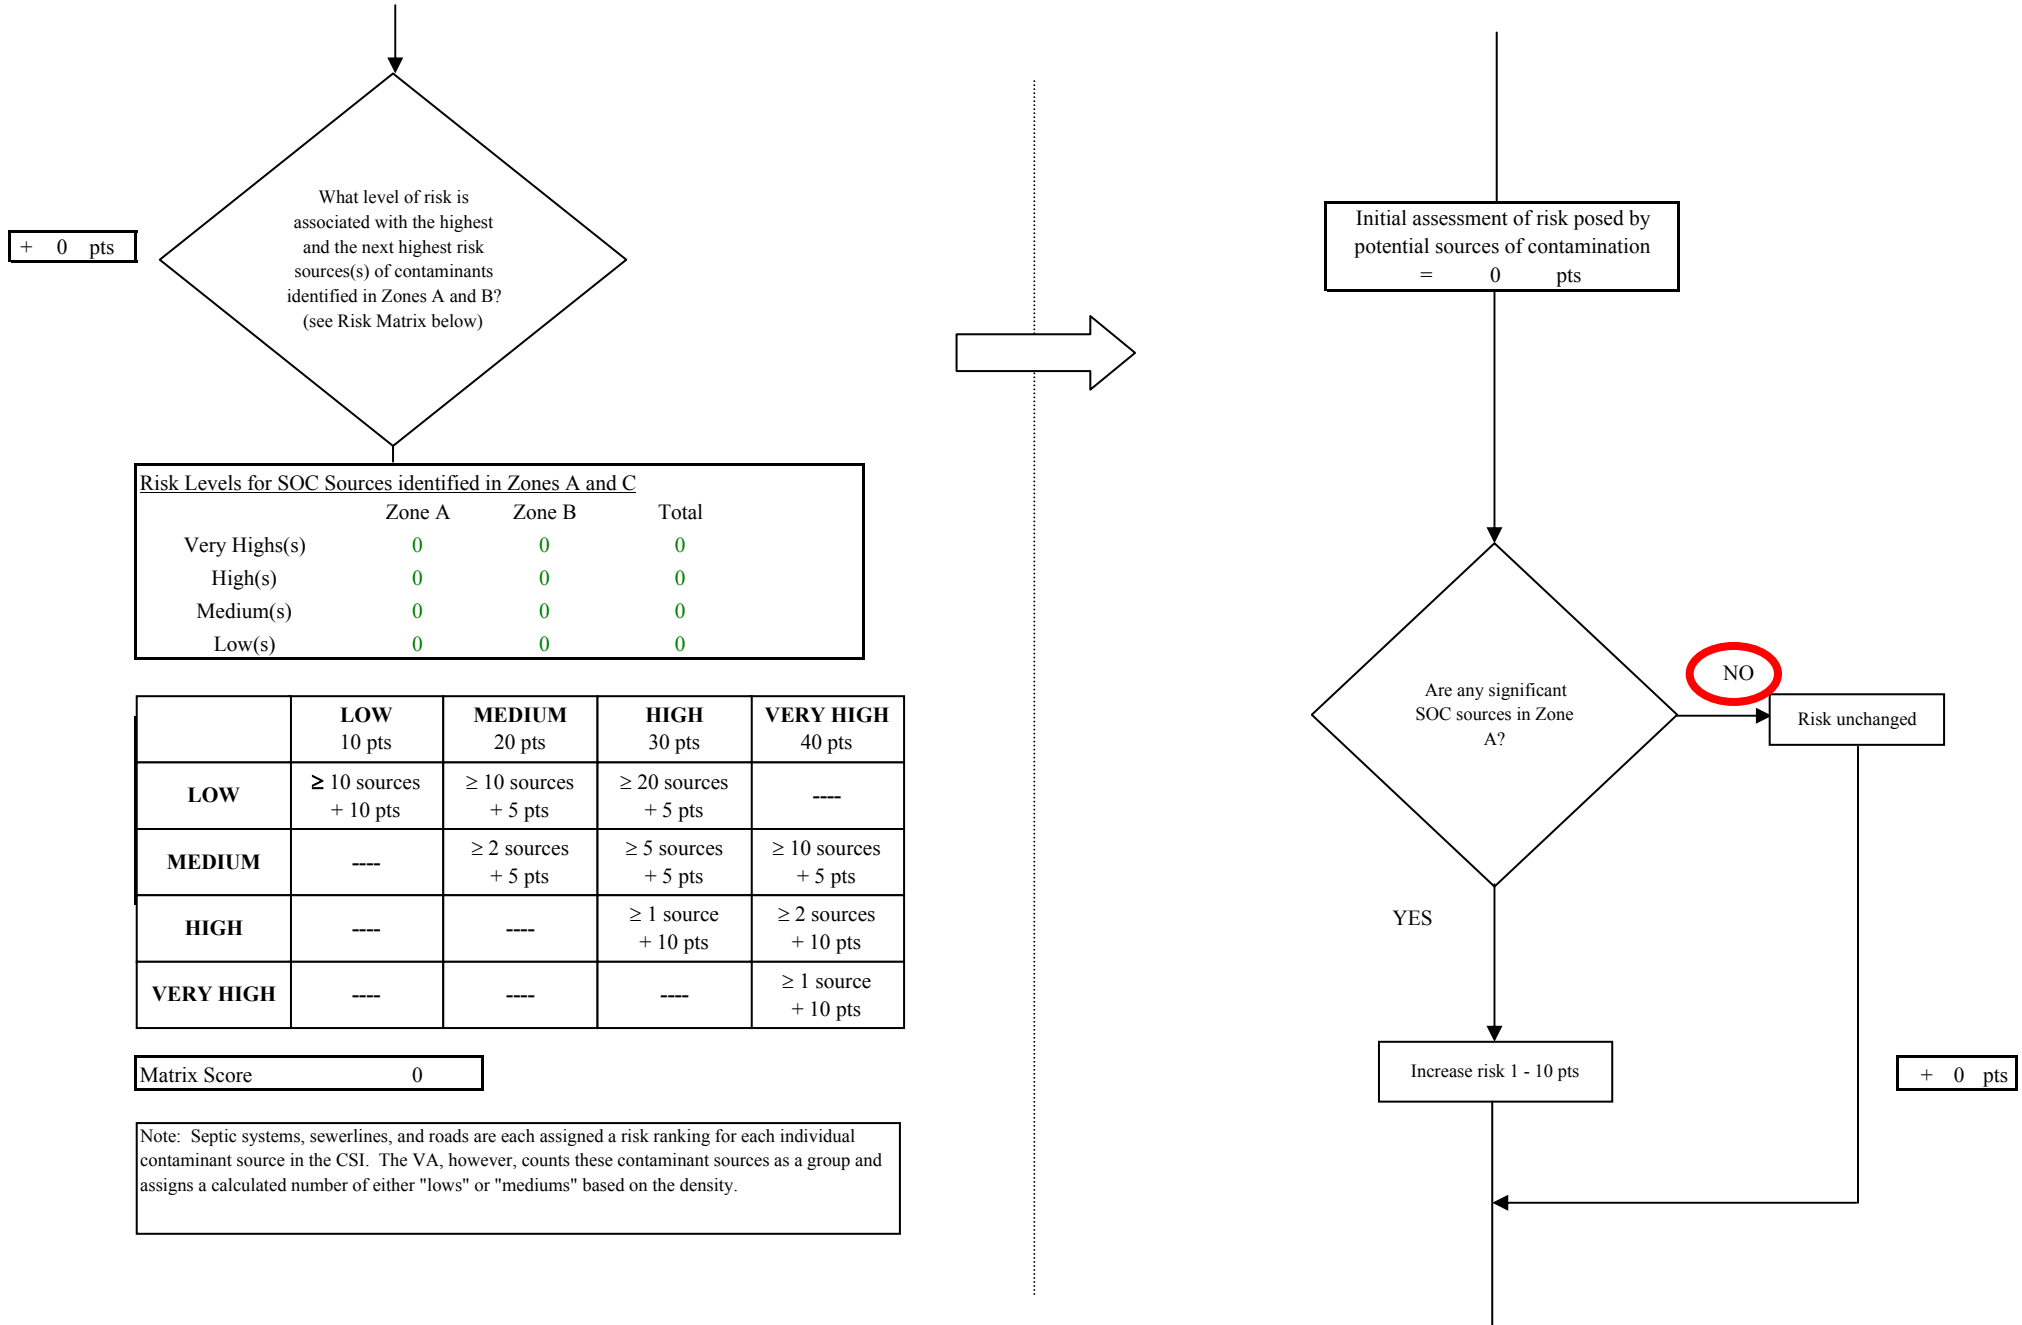 What level of risk is
associated with the highest
and the next highest risk
sources(s) of contaminants
identified in Zones A and B?
(see Risk Matrix below)
+ 0 pts
Risk Levels for SOC Sources identified in Zones A and C
Zone A Zone B Total
Very Highs(s) 0 0 0
High(s) 0 0 0
Medium(s) 0 0 0
Low(s) 0 0 0
LOW MEDIUM HIGH VERY HIGH
10 pts 20 pts 30 pts 40 pts
LOW ≥ 10 sources ≥ 10 sources ≥ 20 sources ----
+ 10 pts + 5 pts + 5 pts
MEDIUM ---- ≥ 2 sources ≥ 5 sources ≥ 10 sources
+ 5 pts + 5 pts + 5 pts
HIGH ---- ---- ≥ 1 source ≥ 2 sources
+ 10 pts + 10 pts
VERY HIGH ---- ---- ---- ≥ 1 source
+ 10 pts
Matrix Score 0
Note: Septic systems, sewerlines, and roads are each assigned a risk ranking for each individual
contaminant source in the CSI. The VA, however, counts these contaminant sources as a group and
assigns a calculated number of either "lows" or "mediums" based on the density.
Initial assessment of risk posed by
potential sources of contamination
= 0 pts
Are any significant
SOC sources in Zone
A?
NO
Risk unchanged
YES
Increase risk 1 - 10 pts
+ 0 pts